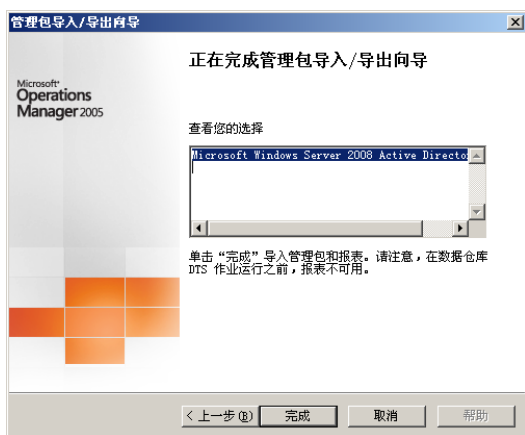 管理包导入/导出向导
正在完成管理包导入/导出向导
Microsoft
Operations
Manager 2005
查看您的选择
Microsoft Windows Server 2008 Active Directo
单击“完成”导入管理包和报表。请注意，在数据仓库
DTS 作业运行之前，报表不可用。
< 上一步(B) 完成 取消 帮助